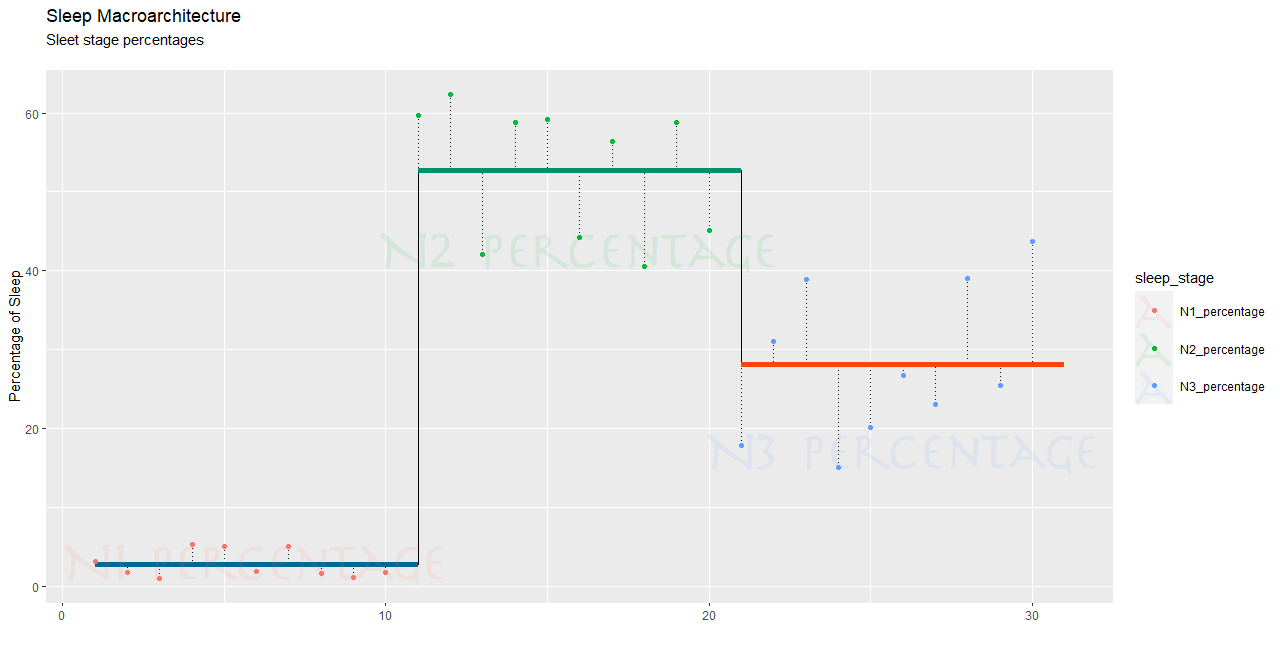 Sleep Macroarchitecture
Sleet stage percentages
Percentage of Sleep
60
40
20
0
N2 PERCENTAGE
N3 PERCENTAGE
N1 PERCENTAGE
0
10
20
30
sleep_stage
A N1_percentage
A N2_percentage
A N3_percentage